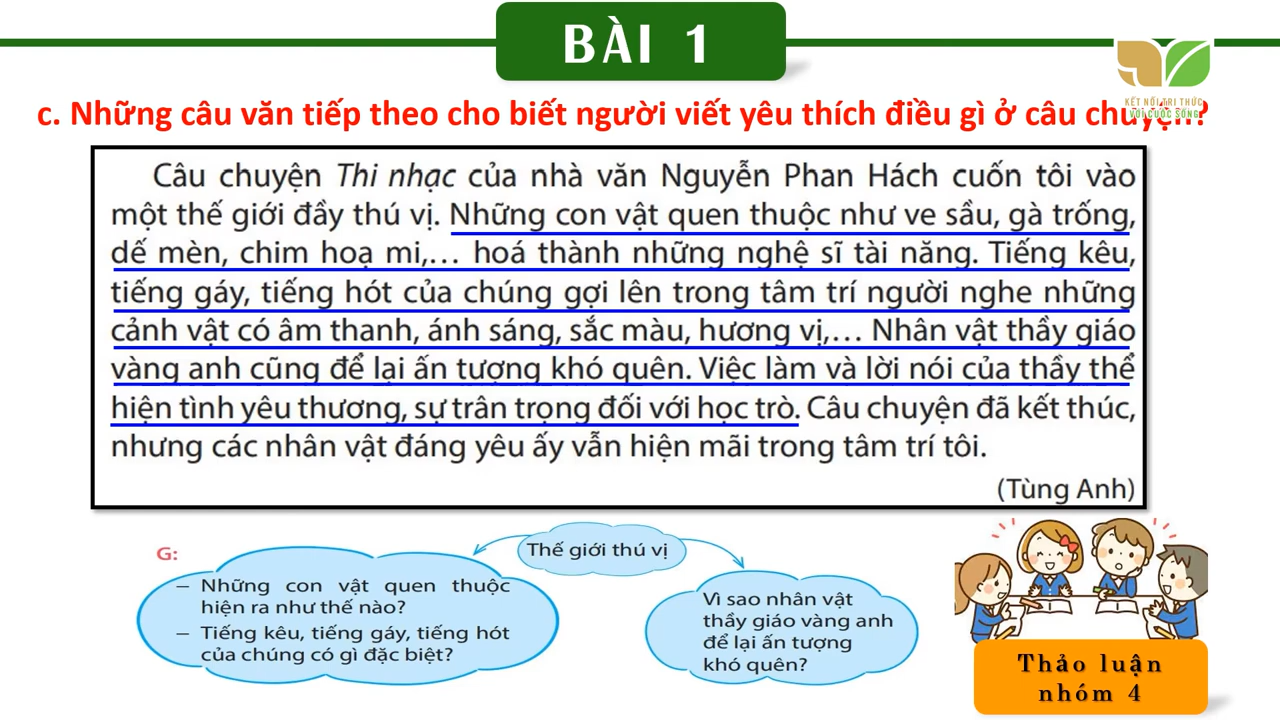 BÀI 1
KẾT NỐI TRI THỨC
VỚI CUỘC SỐNG
c. Những câu văn tiếp theo cho biết người viết yêu thích điều gì ở câu chuyện?
Câu chuyện Thi nhạc của nhà văn Nguyễn Phan Hách cuốn tôi vào
một thế giới đầy thú vị. Những con vật quen thuộc như ve sầu, gà trống,
dế mèn, chim hoạ mi,... hoá thành những nghệ sĩ tài năng. Tiếng kêu,
tiếng gáy, tiếng hót của chúng gợi lên trong tâm trí người nghe những
cảnh vật có âm thanh, ánh sáng, sắc màu, hương vị,... Nhân vật thầy giáo
vàng anh cũng để lại ấn tượng khó quên. Việc làm và lời nói của thầy thể
hiện tình yêu thương, sự trân trọng đối với học trò. Câu chuyện đã kết thúc,
nhưng các nhân vật đáng yêu ấy vẫn hiện mãi trong tâm trí tôi.
(Tùng Anh)
G:
Thế giới thú vị
– Những con vật quen thuộc
hiện ra như thế nào?
– Tiếng kêu, tiếng gáy, tiếng hót
của chúng có gì đặc biệt?
Vì sao nhân vật
thầy giáo vàng anh
để lại ấn tượng
khó quên?
Thảo luận
nhóm 4